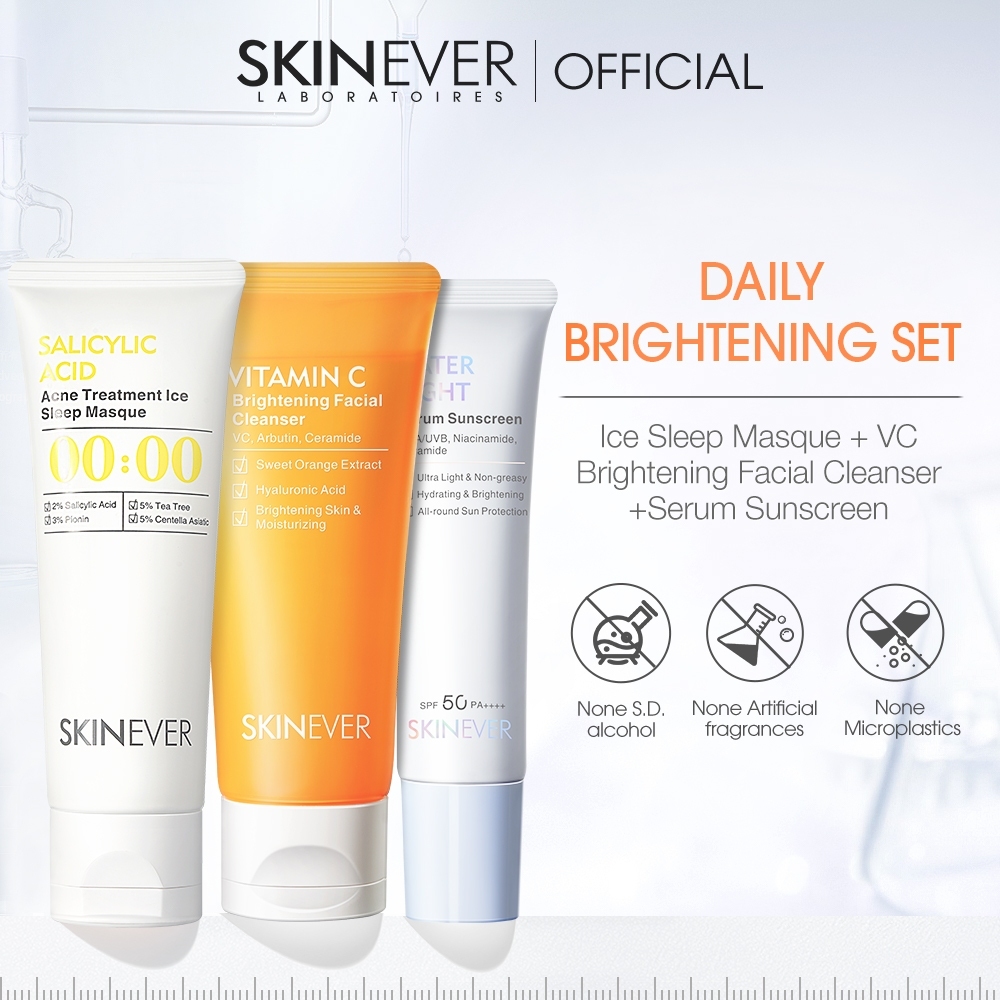 SKINEVER
LABORATOIRES
OFFICIAL
DAILY
BRIGHTENING SET
Ice Sleep Masque + VC
Brightening Facial Cleanser
+Serum Sunscreen
None S.D.
alcohol
None Artificial
fragrances
None
Microplastics
SALICYLIC
ACID
Acne Treatment Ice
Sleep Masque
00:00
2% Salicylic Acid
5% Tea Tree
3% Pionin
5% Centella Asiatic
SKINEVER
VITAMIN C
Brightening Facial
Cleanser
VC, Arbutin, Ceramide
Sweet Orange Extract
Hyaluronic Acid
Brightening Skin &
Moisturizing
SKINEVER
Sunscreen
/UVB, Niacinamide,
Ultra Light & Non-greasy
Hydrating & Brightening
All-round Sun Protection
SPF 50 PA++++
SKINEVER